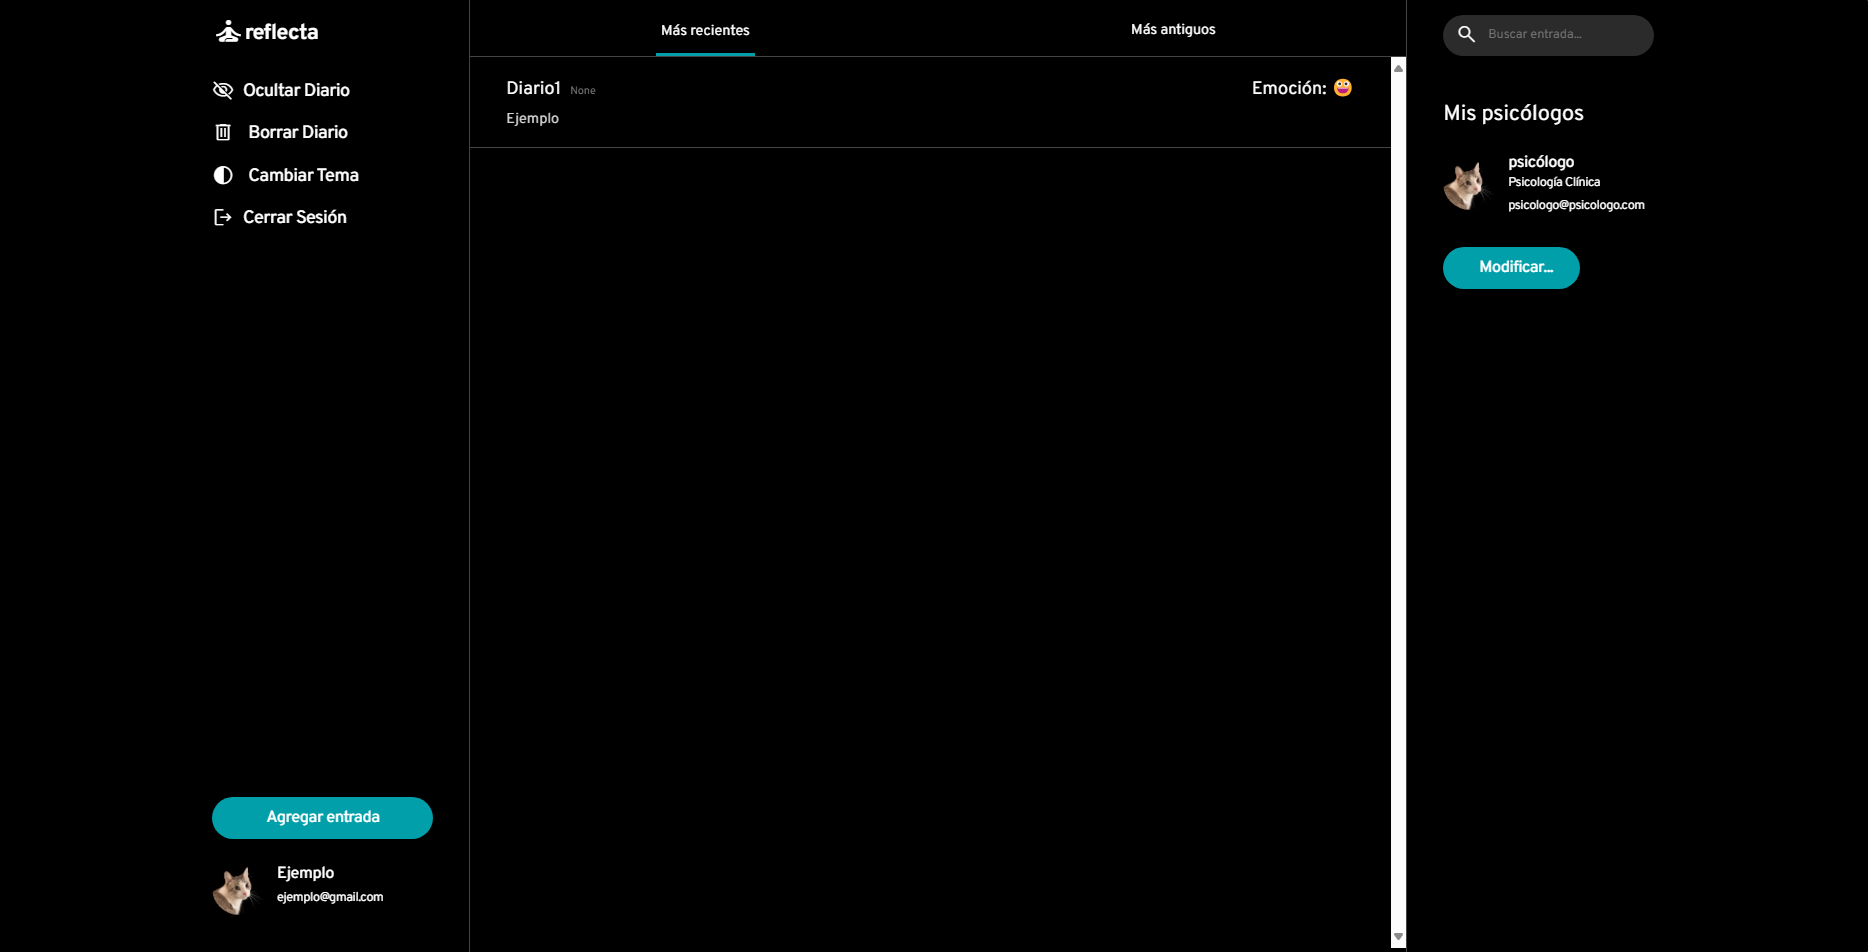 reflecta
Ocultar Diario
Borrar Diario
Cambiar Tema
Cerrar Sesión
Agregar entrada
Ejemplo
ejemplo@gmail.com
Más recientes
Más antiguos
Diario1 None
Emoción: 😀
Ejemplo
Buscar entrada...
Mis psicólogos
psicólogo
Psicología Clínica
psicologo@psicologo.com
Modificar...